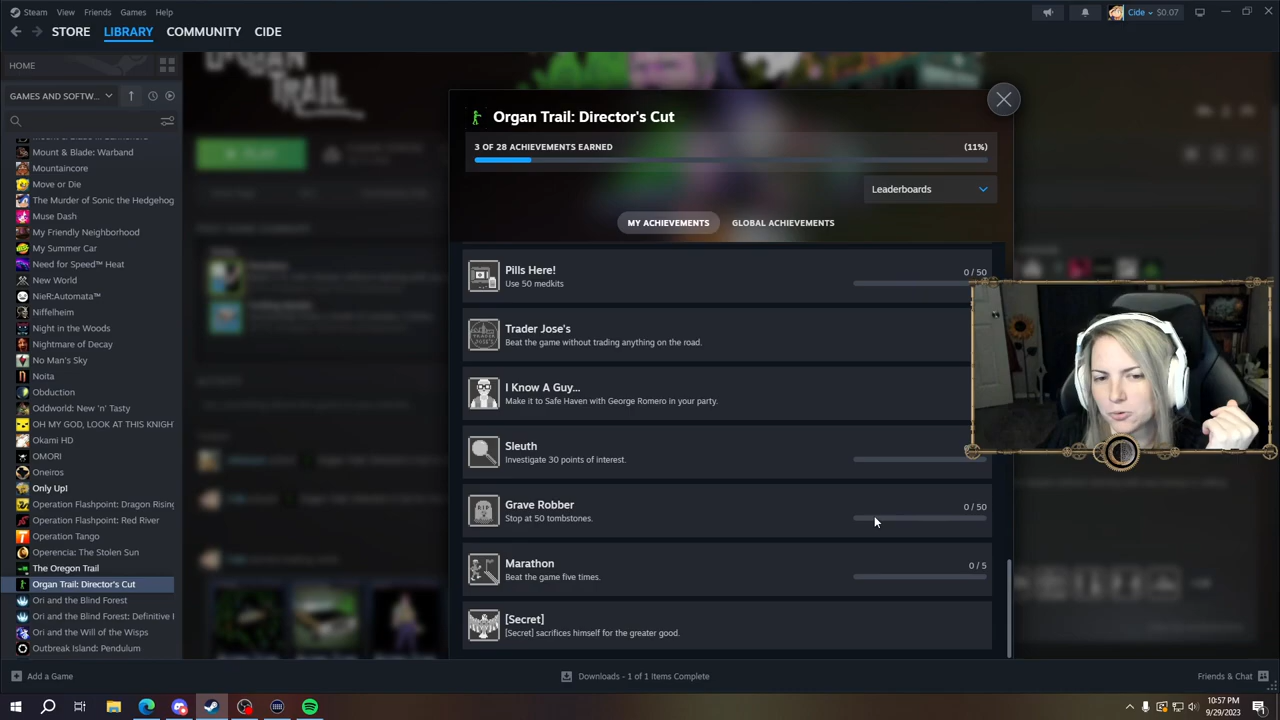 Steam View Friends Games Help
Cide $0.07
STORE LIBRARY COMMUNITY CIDE
HOME
GAMES AND SOFTW...
Mount & Blade: Warband
Mountaincore
Move or Die
The Murder of Sonic the Hedgehog
Muse Dash
My Friendly Neighborhood
My Summer Car
Need for Speed™ Heat
New World
NieR:Automata™
Niffelheim
Night in the Woods
Nightmare of Decay
No Man's Sky
Noita
Obduction
Oddworld: New 'n' Tasty
OH MY GOD, LOOK AT THIS KNIGH
Okami HD
OMORI
Oneiros
Only Up!
Operation Flashpoint: Dragon Rising
Operation Flashpoint: Red River
Operation Tango
Operencia: The Stolen Sun
The Oregon Trail
Organ Trail: Director's Cut
Ori and the Blind Forest
Ori and the Blind Forest: Definitive
Ori and the Will of the Wisps
Outbreak Island: Pendulum
TRAIL
Organ Trail: Director's Cut
3 OF 28 ACHIEVEMENTS EARNED (11%)
Leaderboards
MY ACHIEVEMENTS GLOBAL ACHIEVEMENTS
Pills Here!
Use 50 medkits
0 / 50
Trader Jose's
Beat the game without trading anything on the road.
I Know A Guy...
Make it to Safe Haven with George Romero in your party.
Sleuth
Investigate 30 points of interest.
Grave Robber
Stop at 50 tombstones.
0 / 50
Marathon
Beat the game five times.
0 / 5
[Secret]
[Secret] sacrifices himself for the greater good.
Add a Game
Downloads - 1 of 1 Items Complete
Friends & Chat
10:57 PM
9/29/2023